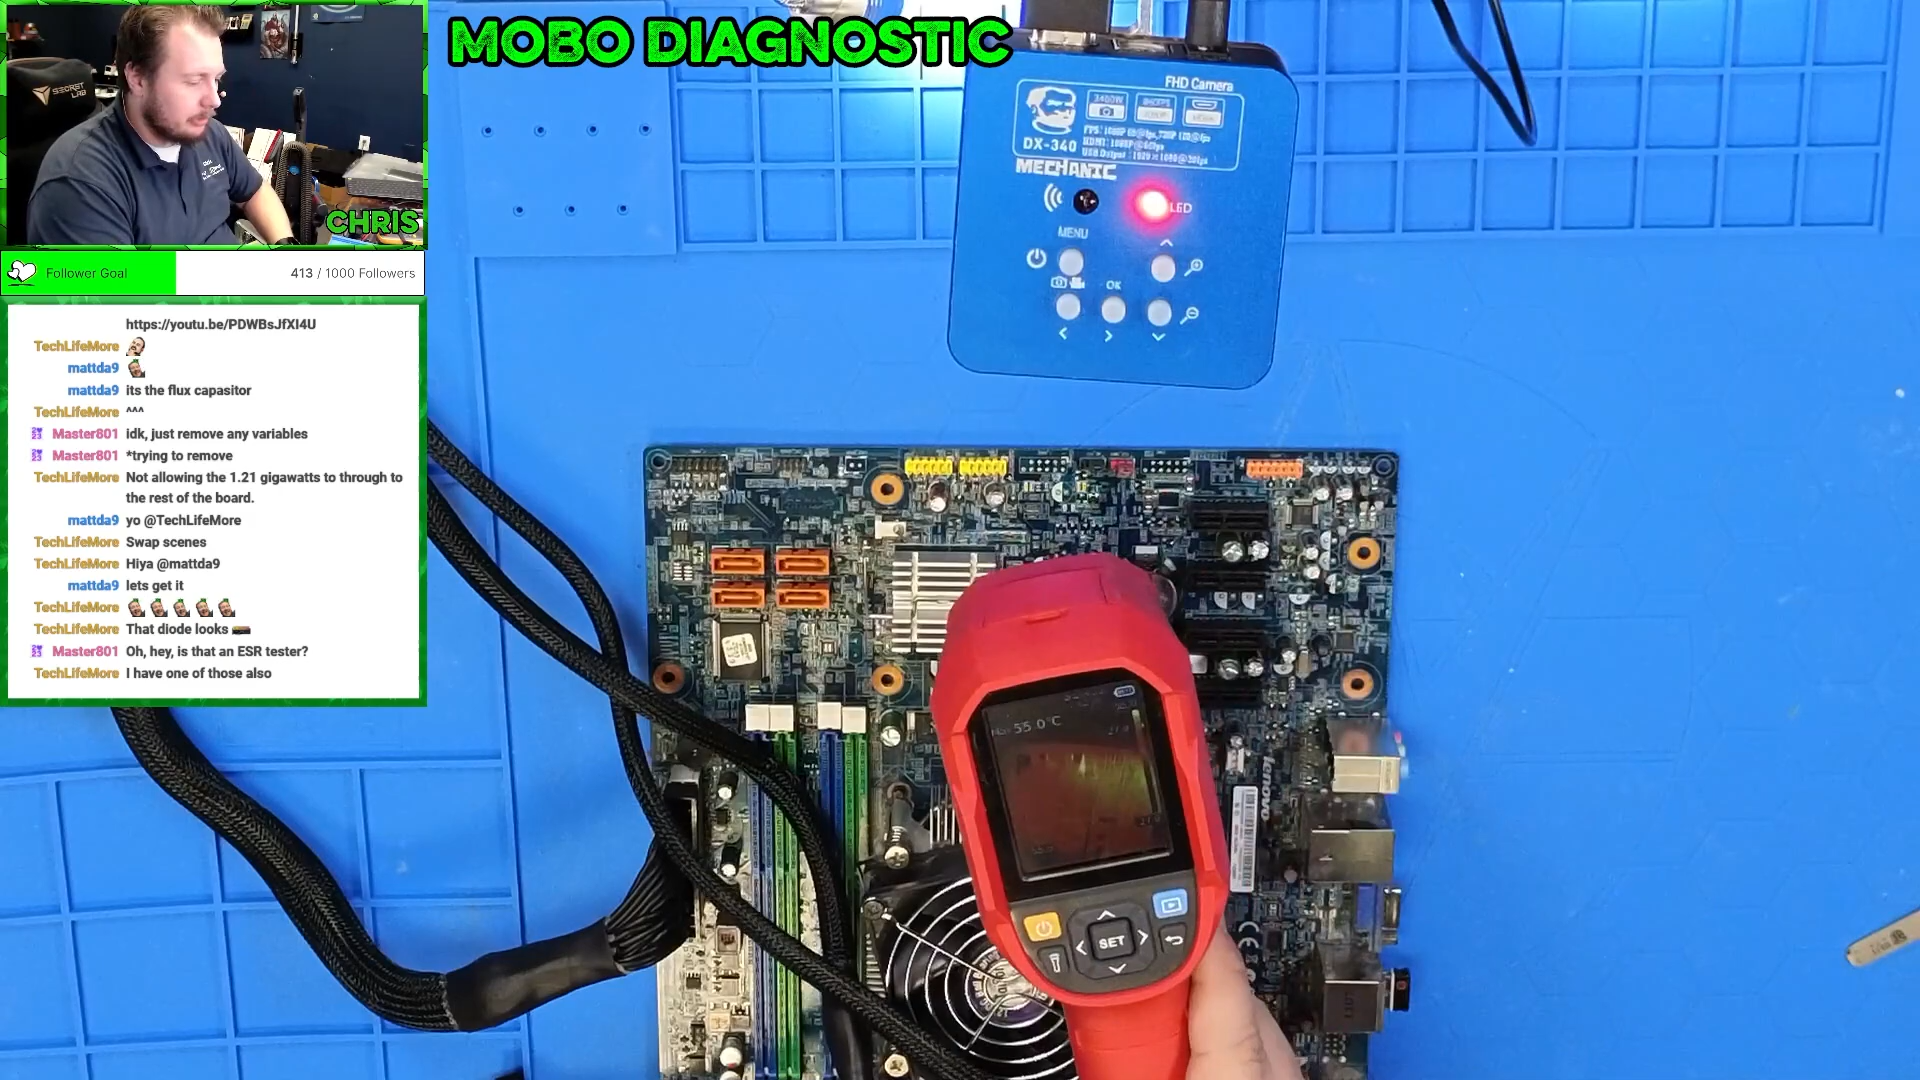 MOBO DIAGNOSTIC
SECRET
LAB
CHRIS
Follower Goal
413 / 1000 Followers
https://youtu.be/PDWBsJfXI4U
TechLifeMore
mattda9
mattda9 its the flux capasitor
TechLifeMore ^^^
Master801 idk, just remove any variables
Master801 *trying to remove
TechLifeMore Not allowing the 1.21 gigawatts to through to
the rest of the board.
mattda9 yo @TechLifeMore
TechLifeMore Swap scenes
TechLifeMore Hiya @mattda9
mattda9 lets get it
TechLifeMore
TechLifeMore That diode looks
Master801 Oh, hey, is that an ESR tester?
TechLifeMore I have one of those also
FHD Camera
DX-340
MECHANIC
LED
MENU
OK
55.0°C
SET
lenovo